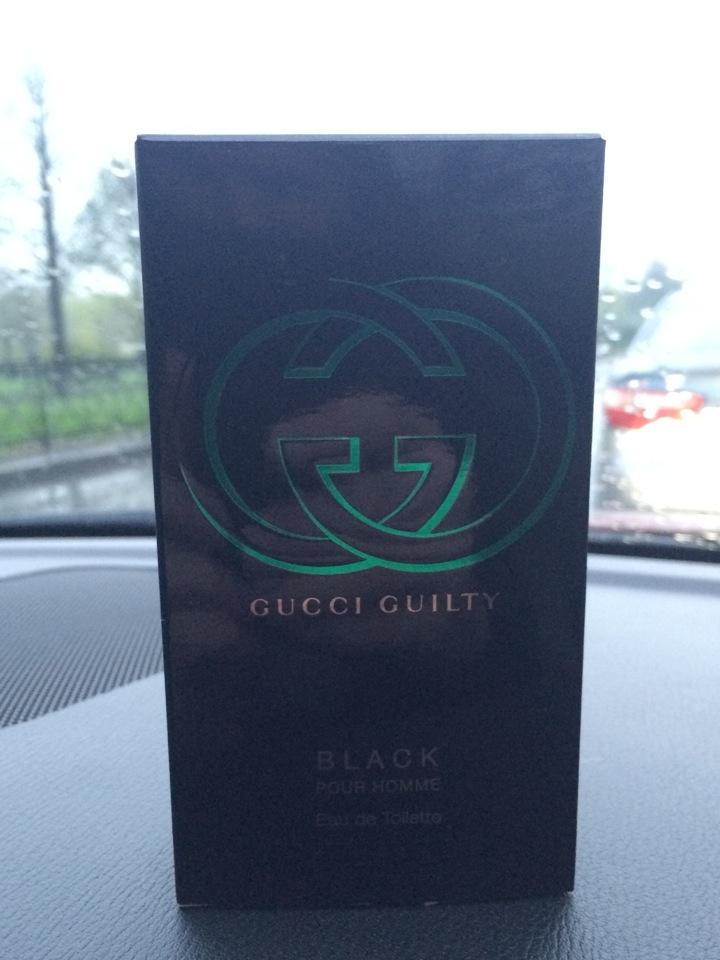 GUCCI GUILTY
BLACK
POUR HOMME
Eau de Toilette